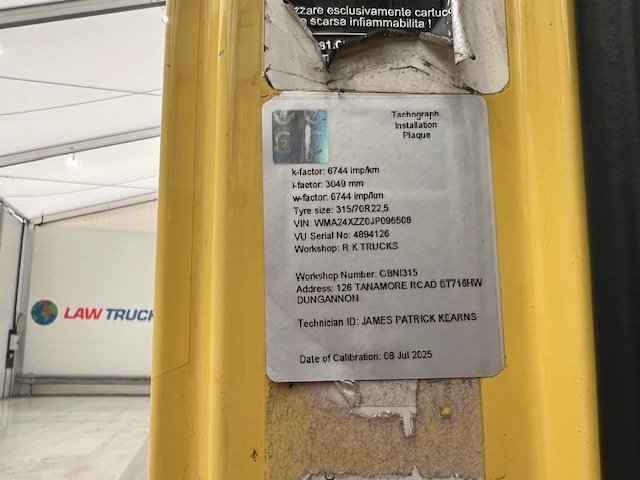 zzare esclusivamente cartuc
e scarsa infiammabilita !
Tachograph
Installation
Plaque
k-factor: 6744 imp/km
l-factor: 3049 mm
w-factor: 6744 imp/km
Tyre size: 315/70R22,5
VIN: WMA24XZZ0JP096506
VU Serial No: 4894126
Workshop: R K TRUCKS
Workshop Number: GBNI315
Address: 126 TANAMORE ROAD BT716HW
DUNGANNON
Technician ID: JAMES PATRICK KEARNS
Date of Calibration: 08 Jul 2025
LAW TRUCK